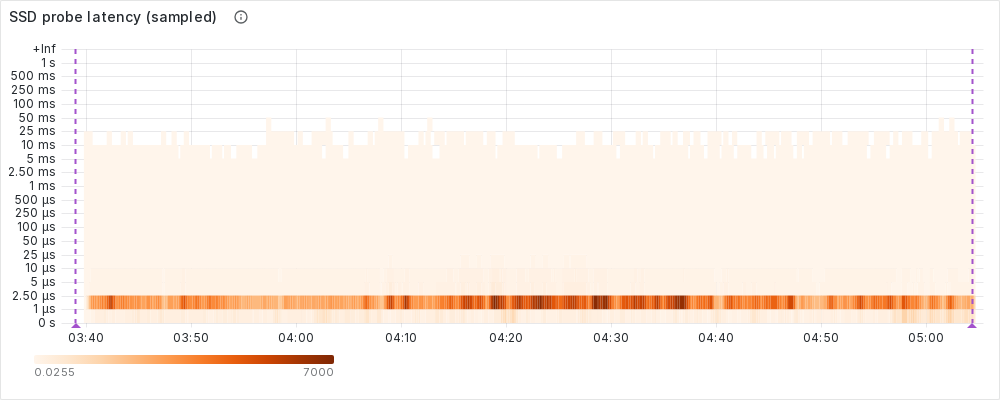 SSD probe latency (sampled)
+Inf
1 s
500 ms
250 ms
100 ms
50 ms
25 ms
10 ms
5 ms
2.50 ms
1 ms
500 µs
250 µs
100 µs
50 µs
25 µs
10 µs
5 µs
2.50 µs
1 µs
0 s
03:40 03:50 04:00 04:10 04:20 04:30 04:40 04:50 05:00
0.0255 7000